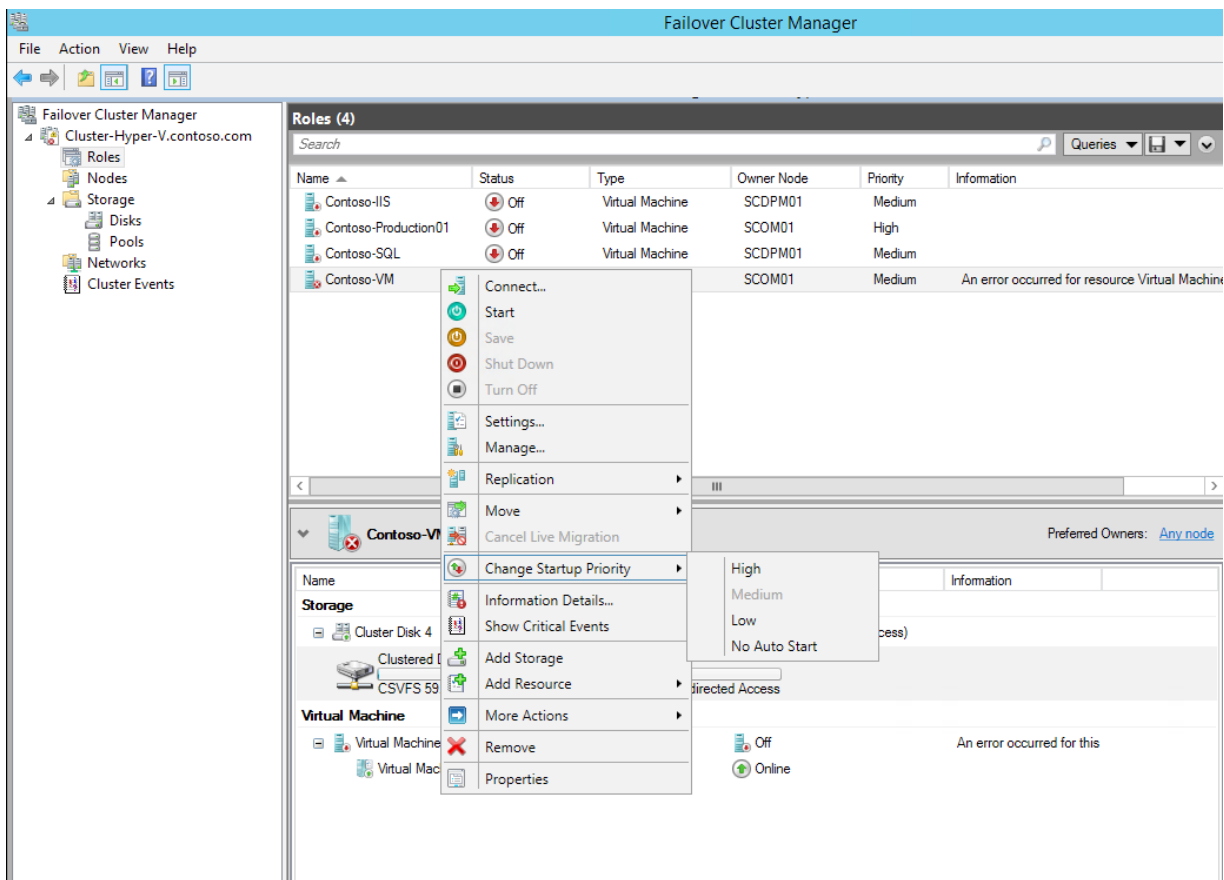 Failover Cluster Manager
File Action View Help
Failover Cluster Manager
Cluster-Hyper-V.contoso.com
Roles
Nodes
Storage
Disks
Pools
Networks
Cluster Events
Roles (4)
Search
Queries
Name Status Type Owner Node Priority Information
Contoso-IIS Off Virtual Machine SCDPM01 Medium
Contoso-Production01 Off Virtual Machine SCOM01 High
Contoso-SQL Off Virtual Machine SCDPM01 Medium
Contoso-VM SCOM01 Medium An error occurred for resource Virtual Machine
Connect...
Start
Save
Shut Down
Turn Off
Settings...
Manage...
Replication
Move
Cancel Live Migration
Change Startup Priority
Information Details...
Show Critical Events
Add Storage
Add Resource
More Actions
Remove
Properties
High
Medium
Low
No Auto Start
Contoso-VM
Preferred Owners: Any node
Name Information
Storage
Cluster Disk 4 cess)
Clustered
CSVFS 59 directed Access
Virtual Machine
Virtual Machine Off An error occurred for this
Virtual Mac Online